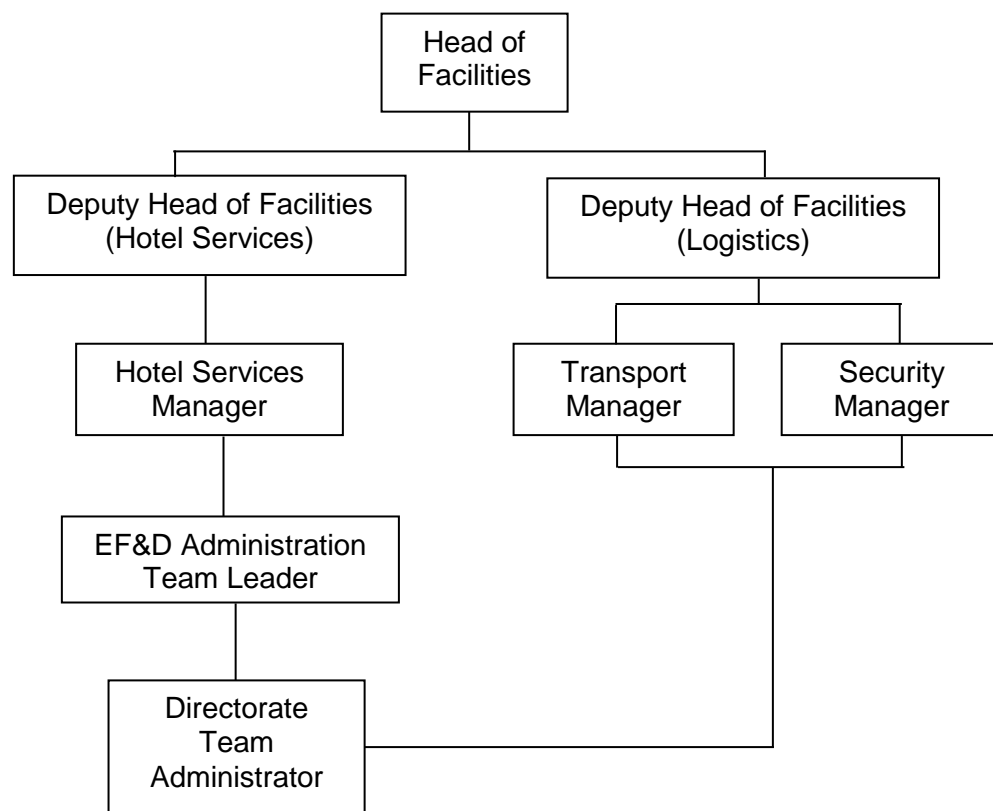 Head of
Facilities
Deputy Head of Facilities
(Hotel Services)
Deputy Head of Facilities
(Logistics)
Hotel Services
Manager
Transport
Manager
Security
Manager
EF&D Administration
Team Leader
Directorate
Team
Administrator